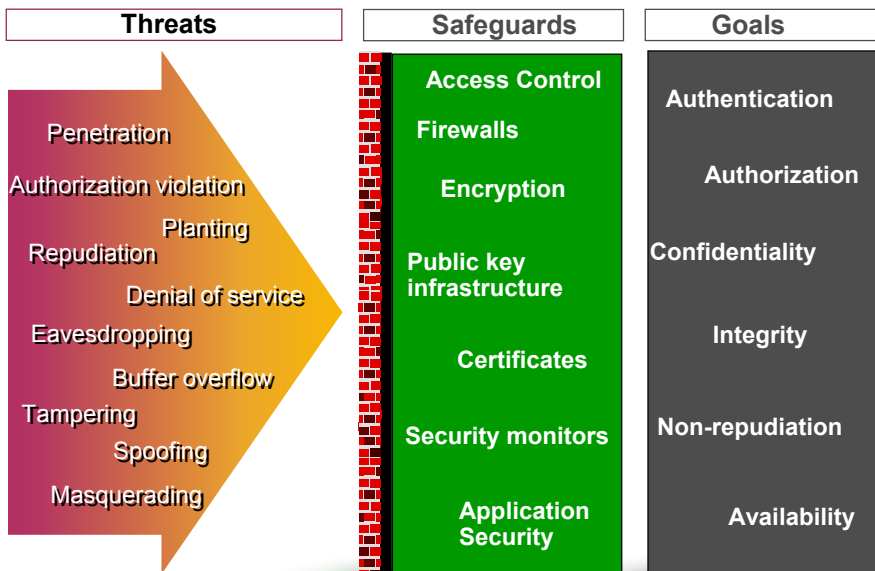 Threats
Safeguards
Goals
Penetration
Authorization violation
Planting
Repudiation
Denial of service
Eavesdropping
Buffer overflow
Tampering
Spoofing
Masquerading
Access Control
Firewalls
Encryption
Public key
infrastructure
Certificates
Security monitors
Application
Security
Authentication
Authorization
Confidentiality
Integrity
Non-repudiation
Availability